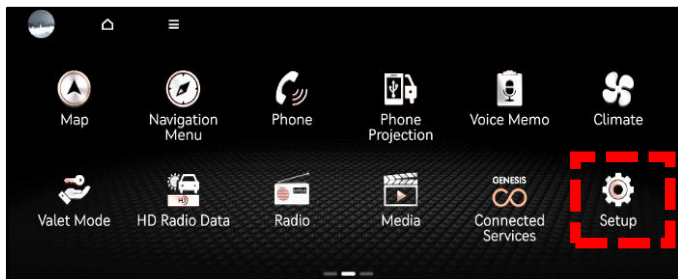 Map
Navigation
Menu
Phone
Phone
Projection
Voice Memo
Climate
Valet Mode
HD
HD Radio Data
Radio
Media
GENESIS
Connected
Services
Setup